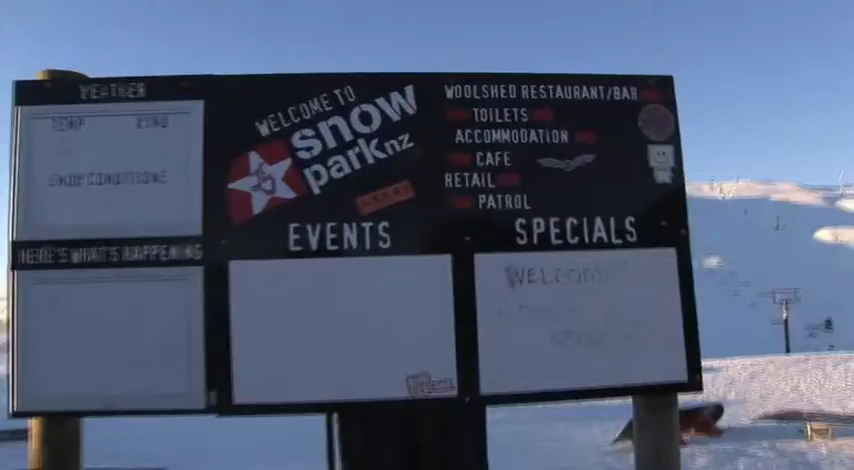 WEATHER
TEMP WIND
SNOW CONDITIONS
HERE'S WHAT'S HAPPENING
WELCOME TO
snow
park nz
EVENTS
WOOLSHED RESTAURANT/BAR
TOILETS
ACCOMMODATION
CAFE
RETAIL
PATROL
SPECIALS
WELCOME